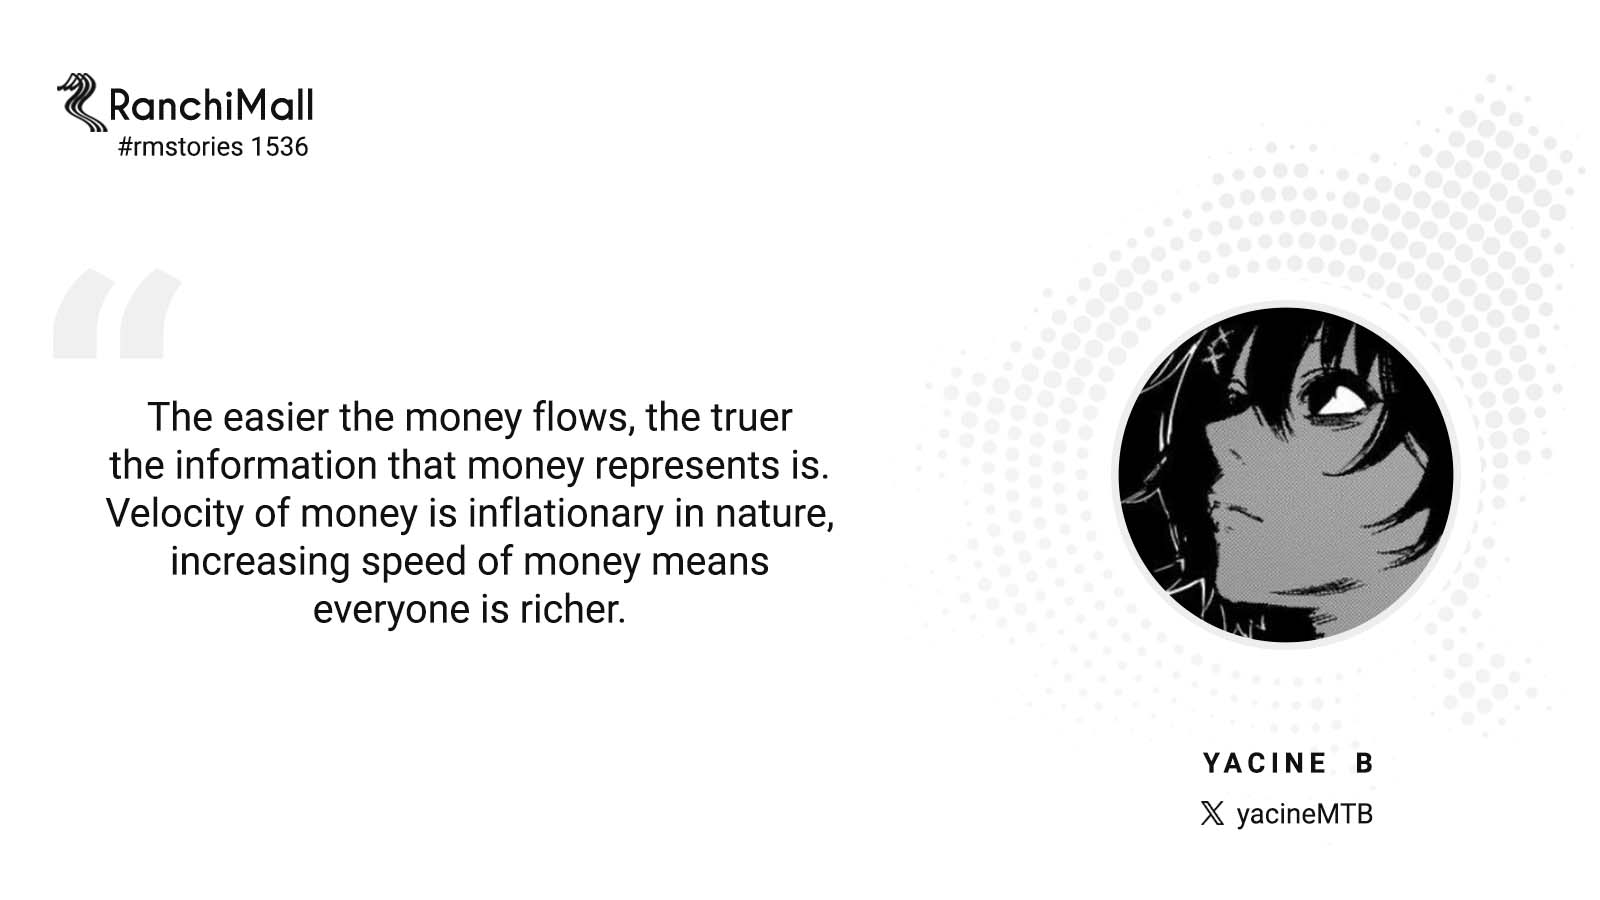 RanchiMall
#rmstories 1536
“
The easier the money flows, the truer
the information that money represents is.
Velocity of money is inflationary in nature,
increasing speed of money means
everyone is richer.
YACINE B
𝕏 yacineMTB